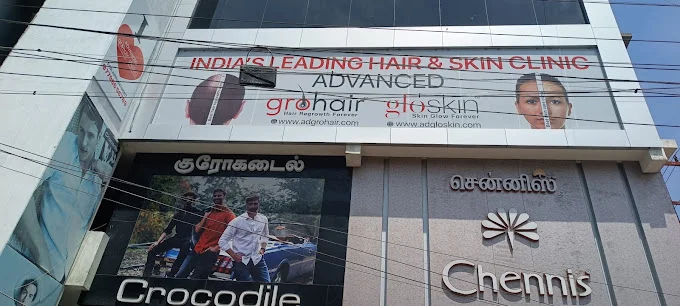 INDIA'S LEADING HAIR & SKIN CLINIC
ADVANCED
grohair
Hair Regrowth Forever
www.adgrohair.com
gloskin
Skin Glow Forever
www.adgloskin.com
குரோகடைல்
Crocodile
சென்னிஸ்
Chennis